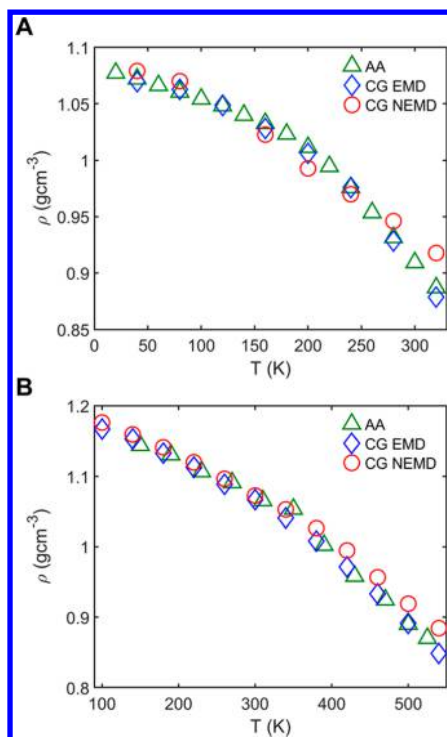 A
1.1
1.05
1
0.95
0.9
0.85
ρ (gcm-3)
AA
CG EMD
CG NEMD
0 50 100 150 200 250 300
T (K)
B
1.2
1.1
1
0.9
0.8
ρ (gcm-3)
AA
CG EMD
CG NEMD
100 200 300 400 500
T (K)